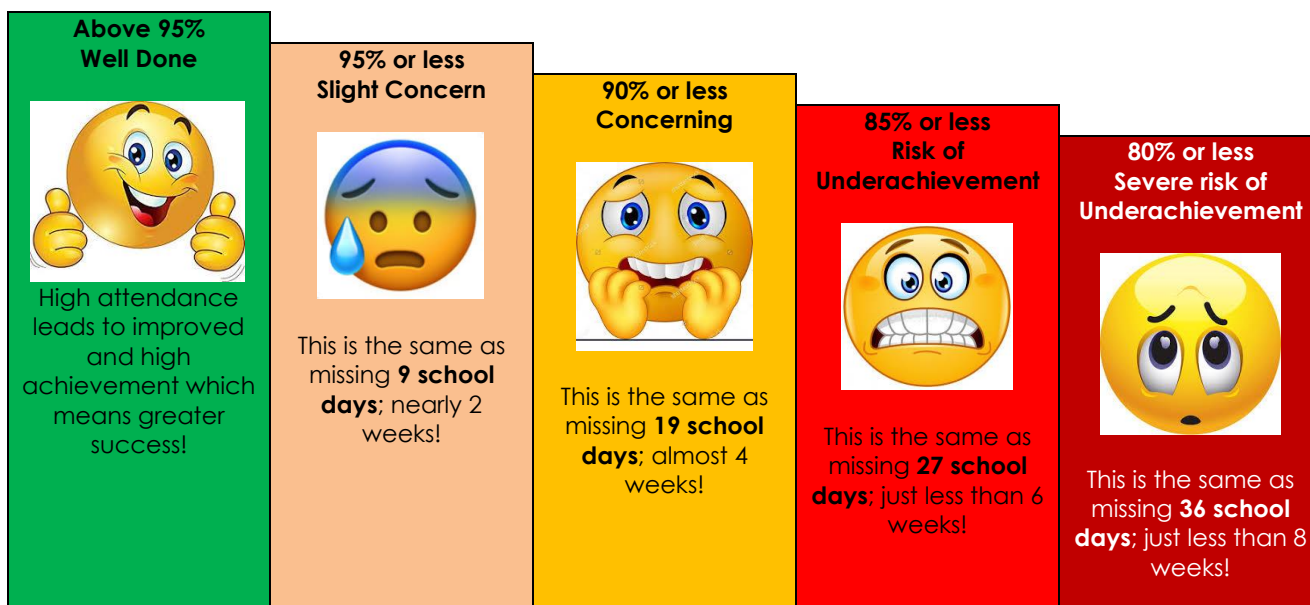 Above 95%
Well Done
High attendance
leads to improved
and high
achievement which
means greater
success!
95% or less
Slight Concern
This is the same as
missing 9 school
days; nearly 2
weeks!
90% or less
Concerning
This is the same as
missing 19 school
days; almost 4
weeks!
85% or less
Risk of
Underachievement
This is the same as
missing 27 school
days; just less than 6
weeks!
80% or less
Severe risk of
Underachievement
This is the same as
missing 36 school
days; just less than 8
weeks!